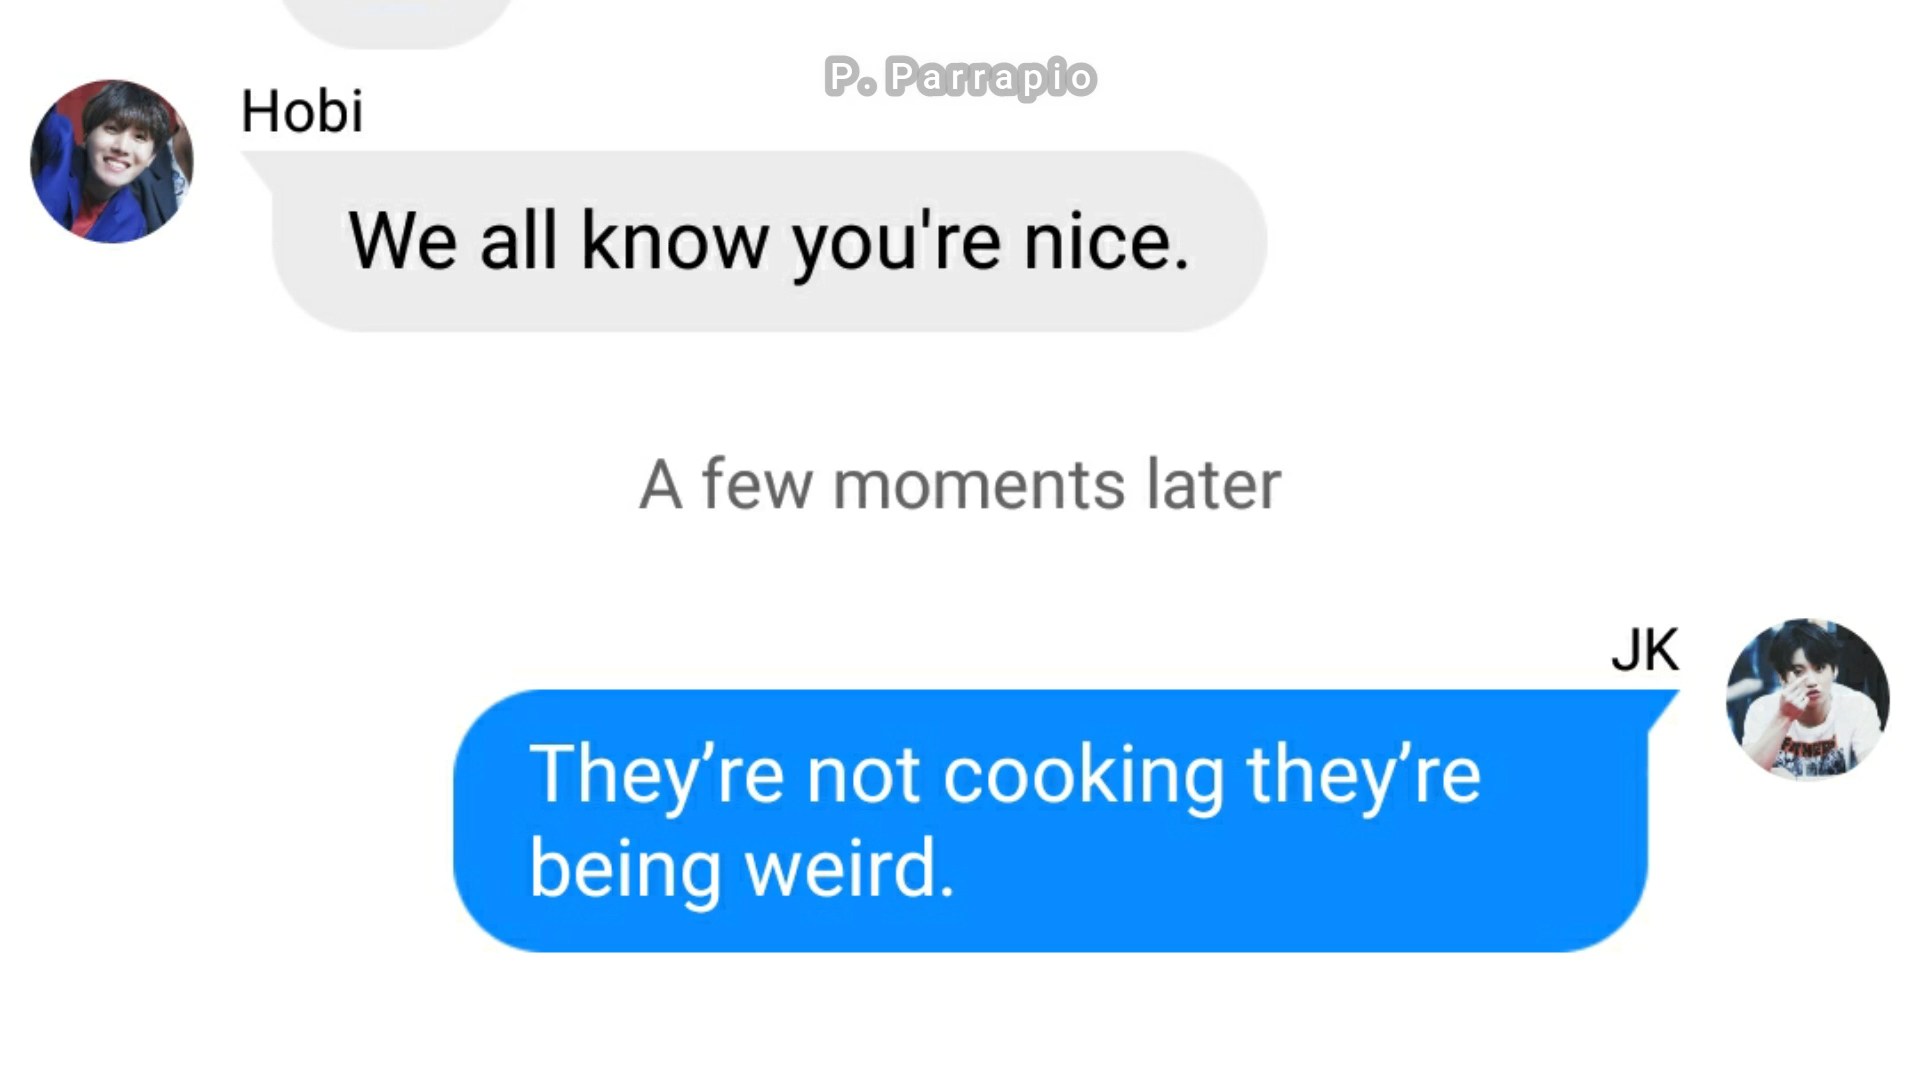 P. Parrapio
Hobi
We all know you're nice.
A few moments later
JK
They’re not cooking they’re
being weird.